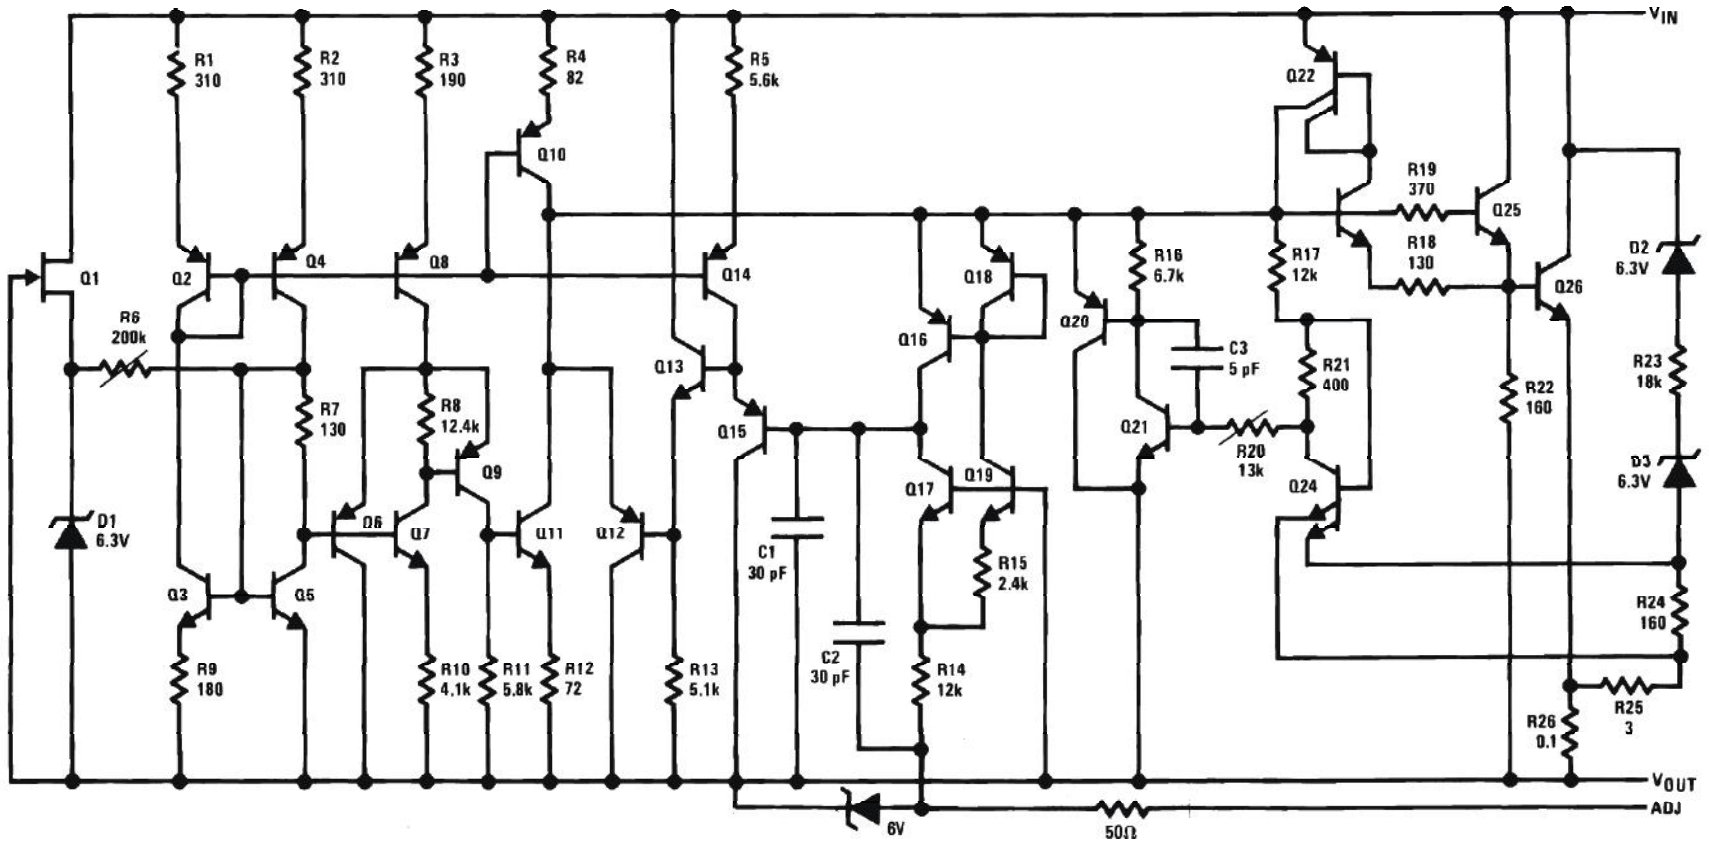 VIN
R1
310
R2
310
R3
190
R4
82
R5
5.6k
Q22
Q10
R19
370
Q25
Q1
Q2
Q4
Q8
Q14
Q18
R16
6.7k
R17
12k
R18
130
Q26
D2
6.3V
R6
200k
Q13
Q16
Q20
C3
5 pF
R21
400
R22
160
R23
18k
R7
130
R8
12.4k
Q15
Q21
R20
13k
Q9
Q17
Q19
Q24
D3
6.3V
D1
6.3V
Q6
Q7
Q11
Q12
C1
30 pF
R15
2.4k
Q3
Q5
R24
160
R9
180
R10
4.1k
R11
5.8k
R12
72
R13
5.1k
C2
30 pF
R14
12k
R25
3
R26
0.1
VOUT
ADJ
6V
50Ω